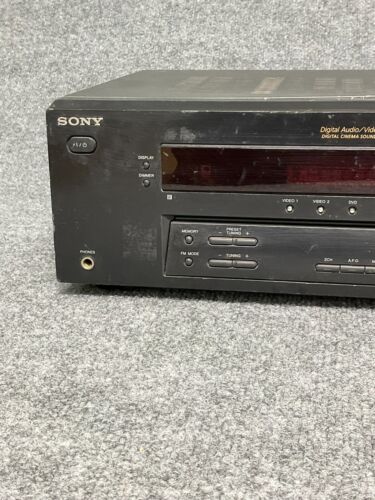 SONY
I/⏻
Digital Audio/Vide
DIGITAL CINEMA SOUND
DISPLAY
DIMMER
VIDEO 1 VIDEO 2 DVD
MEMORY
− PRESET TUNING +
FM MODE
− TUNING +
PHONES
2CH A.F.D